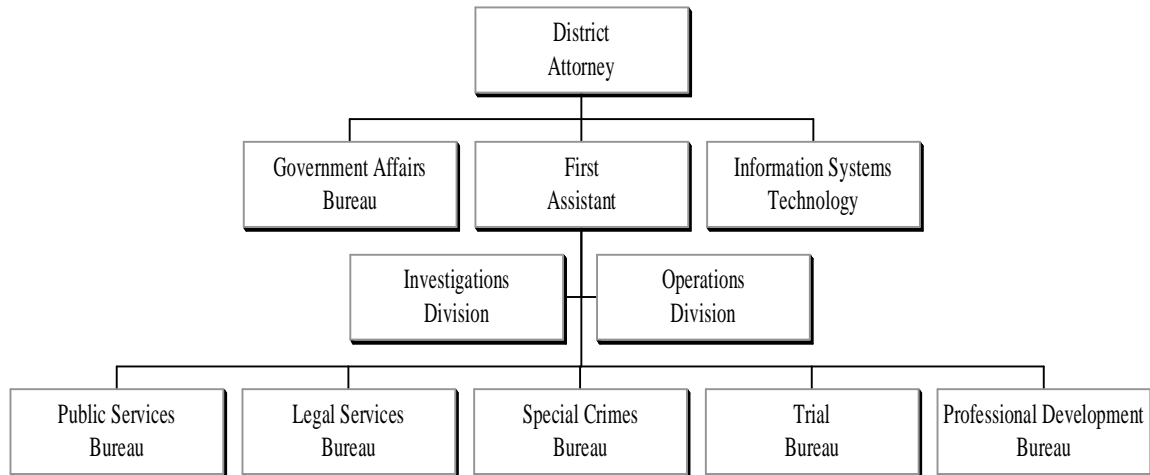 District
Attorney
Government Affairs
Bureau
First
Assistant
Information Systems
Technology
Investigations
Division
Operations
Division
Public Services
Bureau
Legal Services
Bureau
Special Crimes
Bureau
Trial
Bureau
Professional Development
Bureau